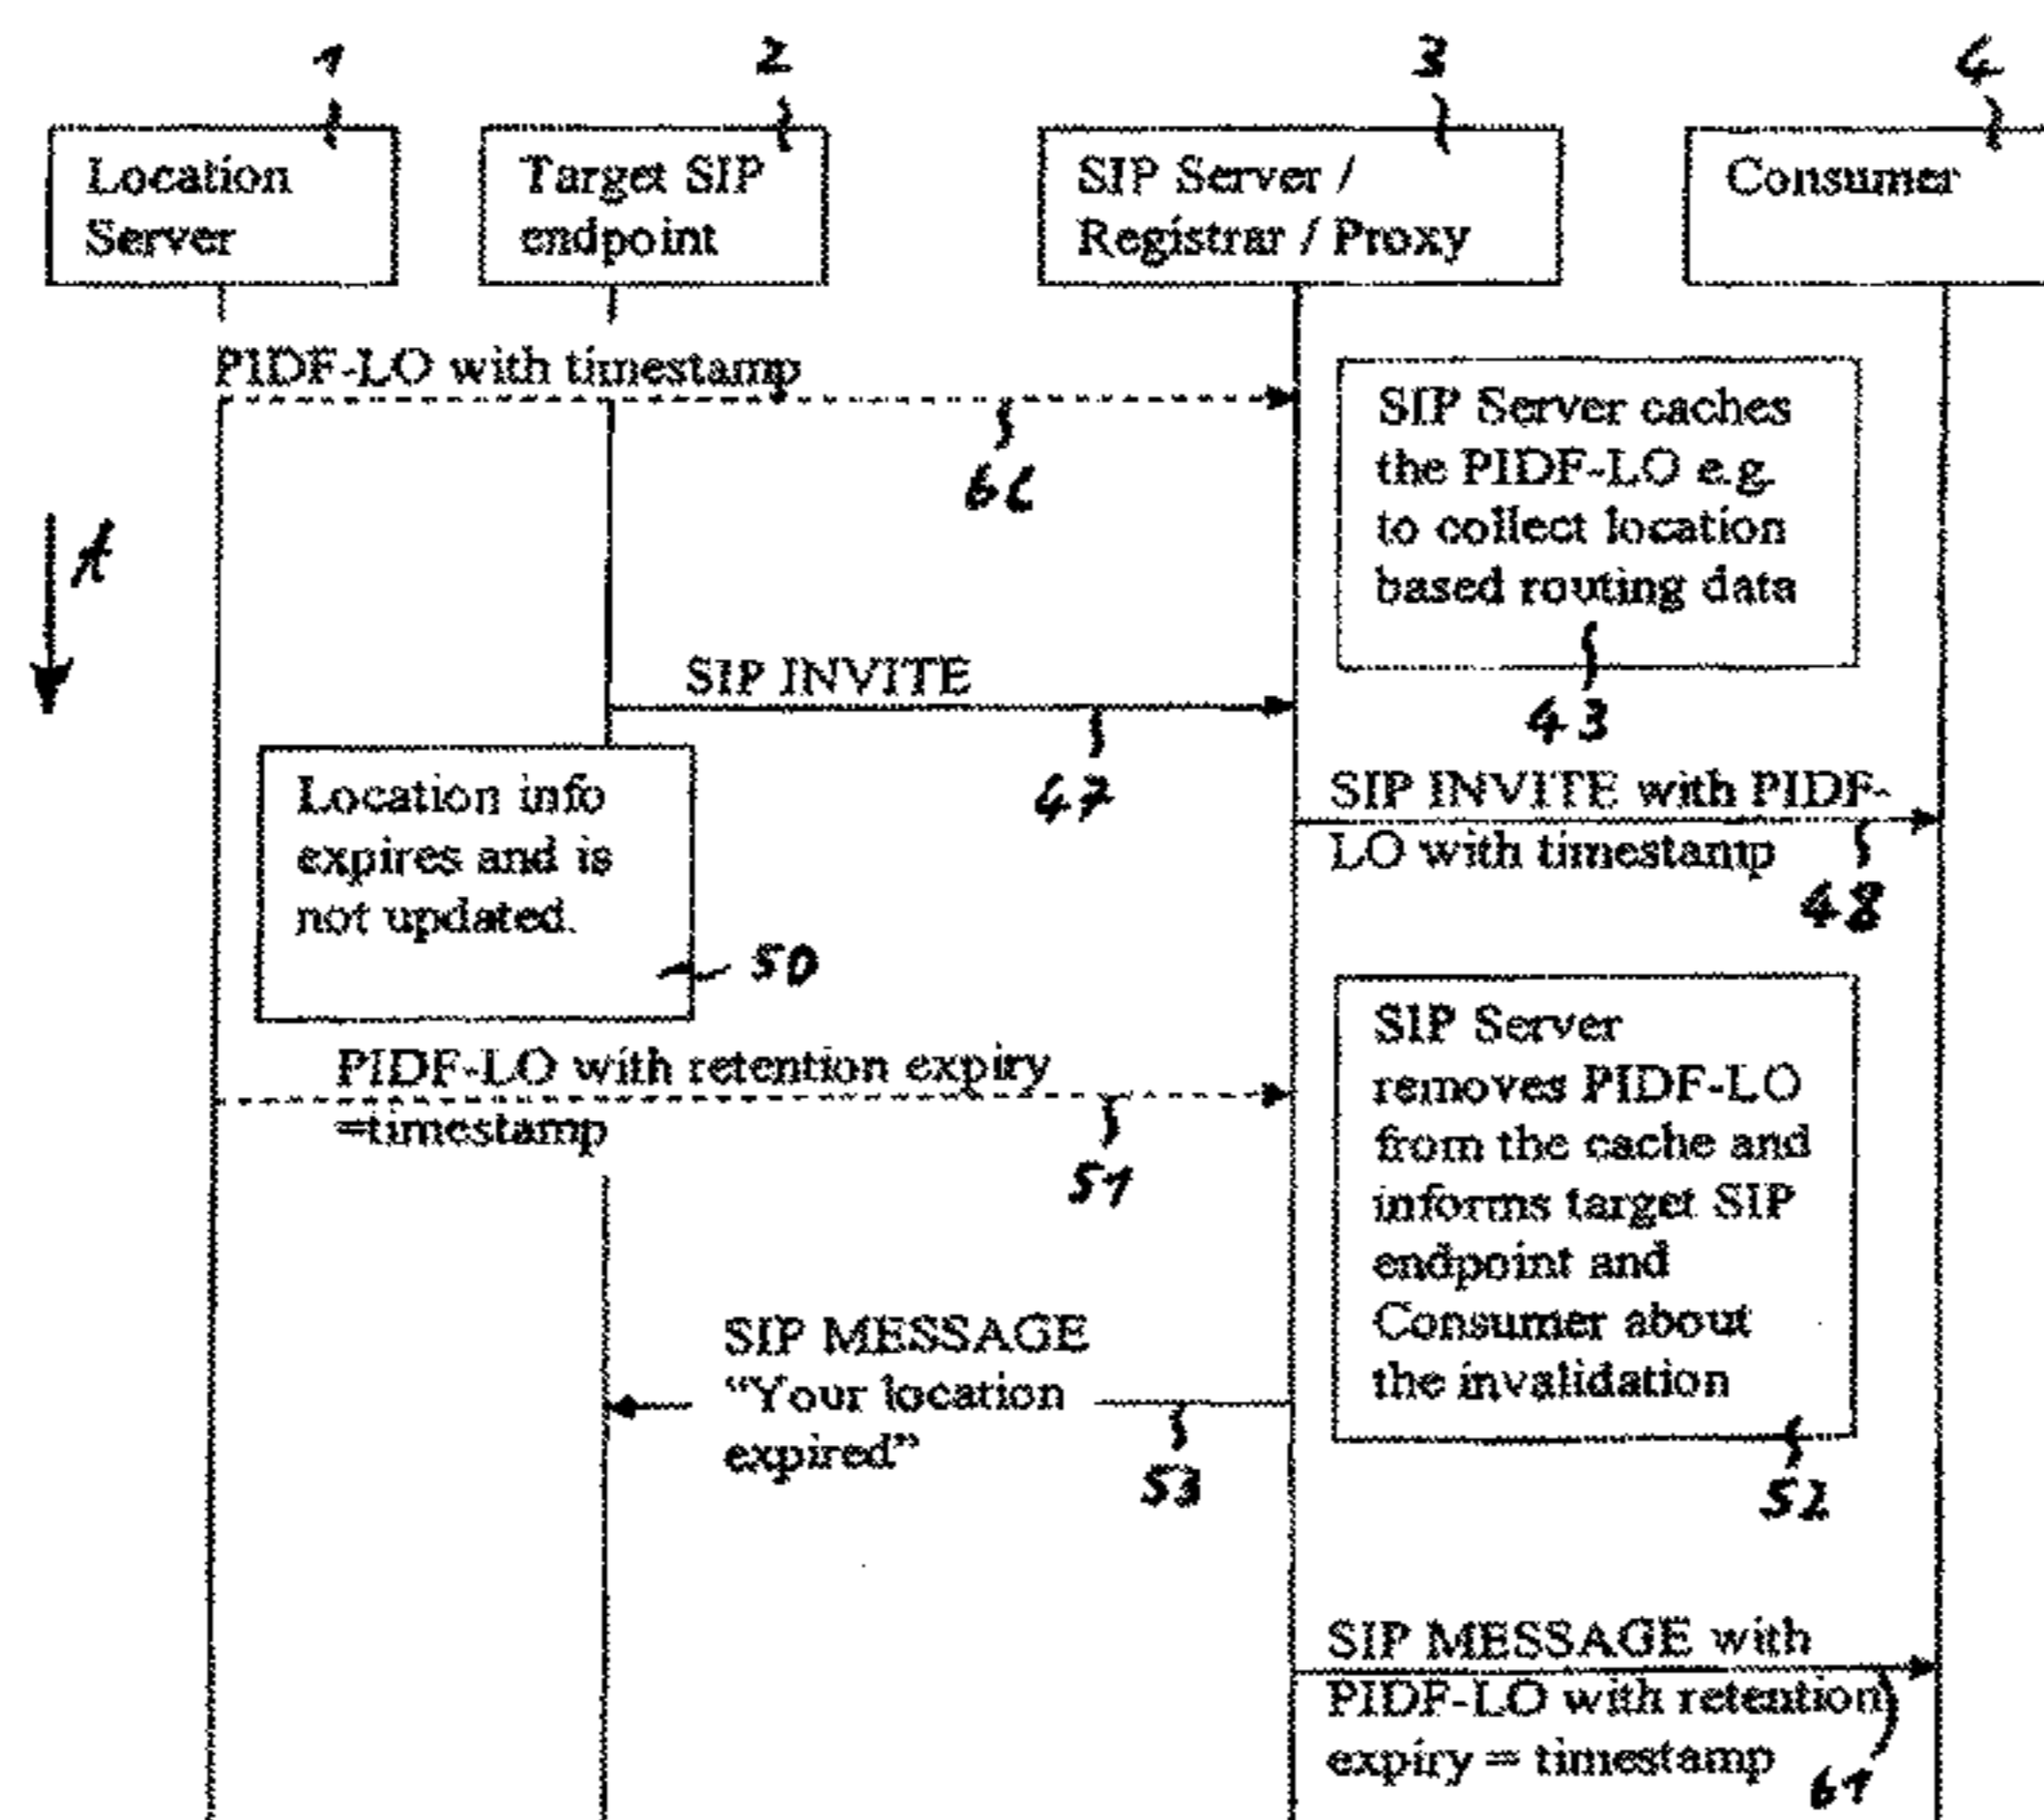 1
2
3
4
Location
Server
Target SIP
endpoint
SIP Server /
Registrar / Proxy
Consumer
PIDF-LO with timestamp
SIP Server caches
the PIDF-LO e.g.
to collect location
based routing data
43
SIP INVITE
47
SIP INVITE with PIDF-
LO with timestamp
48
Location info
expires and is
not updated.
50
PIDF-LO with retention expiry
=timestamp
51
SIP Server
removes PIDF-LO
from the cache and
informs target SIP
endpoint and
Consumer about
the invalidation
52
SIP MESSAGE
“Your location
expired”
53
SIP MESSAGE with
PIDF-LO with retention
expiry = timestamp
61